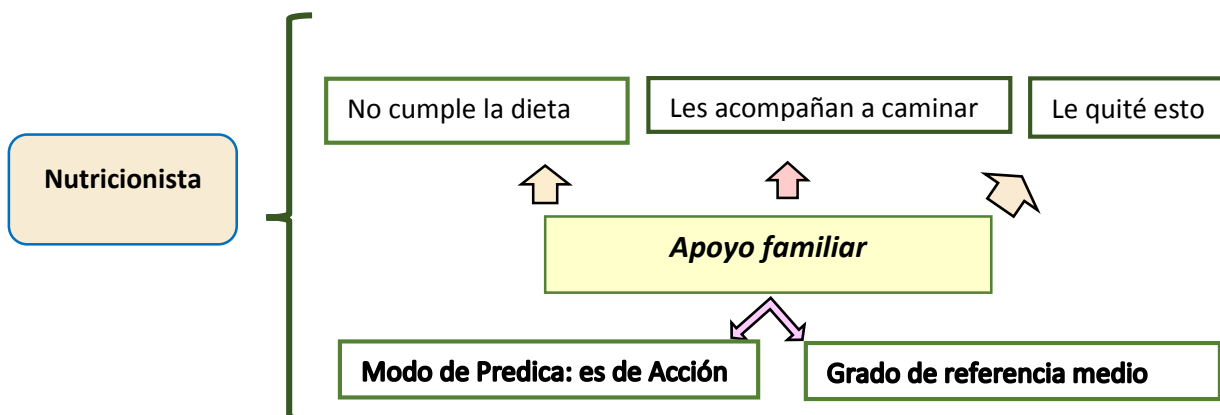 No cumple la dieta
Les acompañan a caminar
Le quité esto
Nutricionista
Apoyo familiar
Modo de Predica: es de Acción
Grado de referencia medio